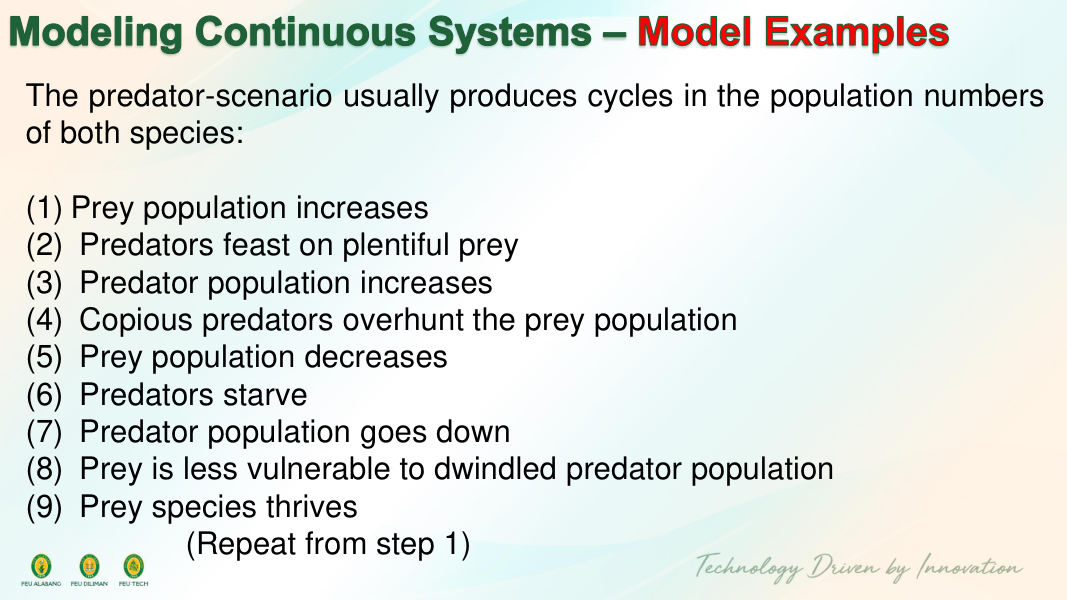 Modeling Continuous Systems – Model Examples
The predator-scenario usually produces cycles in the population numbers
of both species:
(1) Prey population increases
(2) Predators feast on plentiful prey
(3) Predator population increases
(4) Copious predators overhunt the prey population
(5) Prey population decreases
(6) Predators starve
(7) Predator population goes down
(8) Prey is less vulnerable to dwindled predator population
(9) Prey species thrives
(Repeat from step 1)
FEU ALABANG FEU DILIMAN FEU TECH
Technology Driven by Innovation